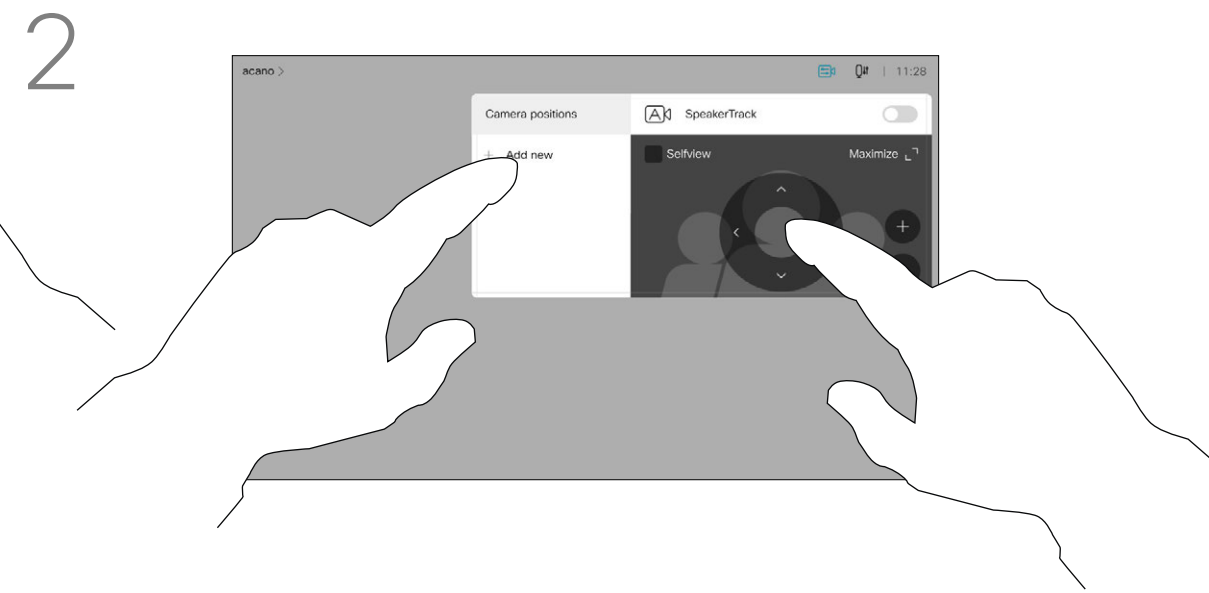 2
acano >
11:28
Camera positions
SpeakerTrack
+ Add new
Selfview
Maximize